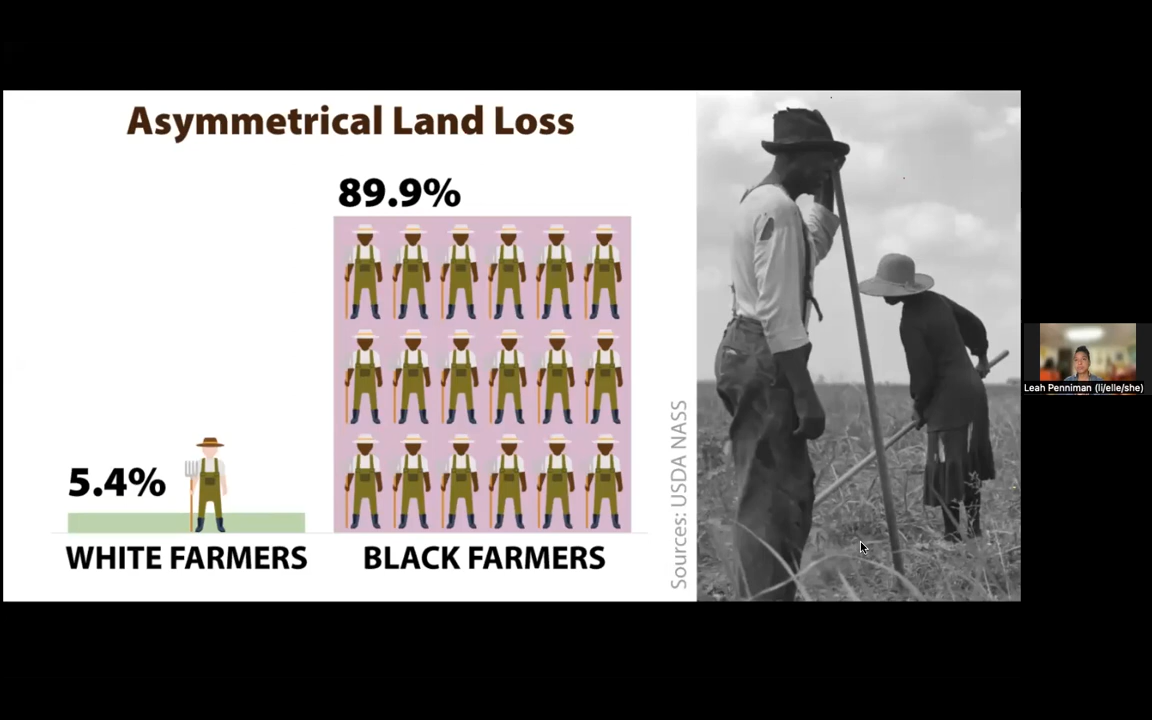 Asymmetrical Land Loss
89.9%
5.4%
WHITE FARMERS
BLACK FARMERS
Sources: USDA NASS
Leah Penniman (li/elle/she)